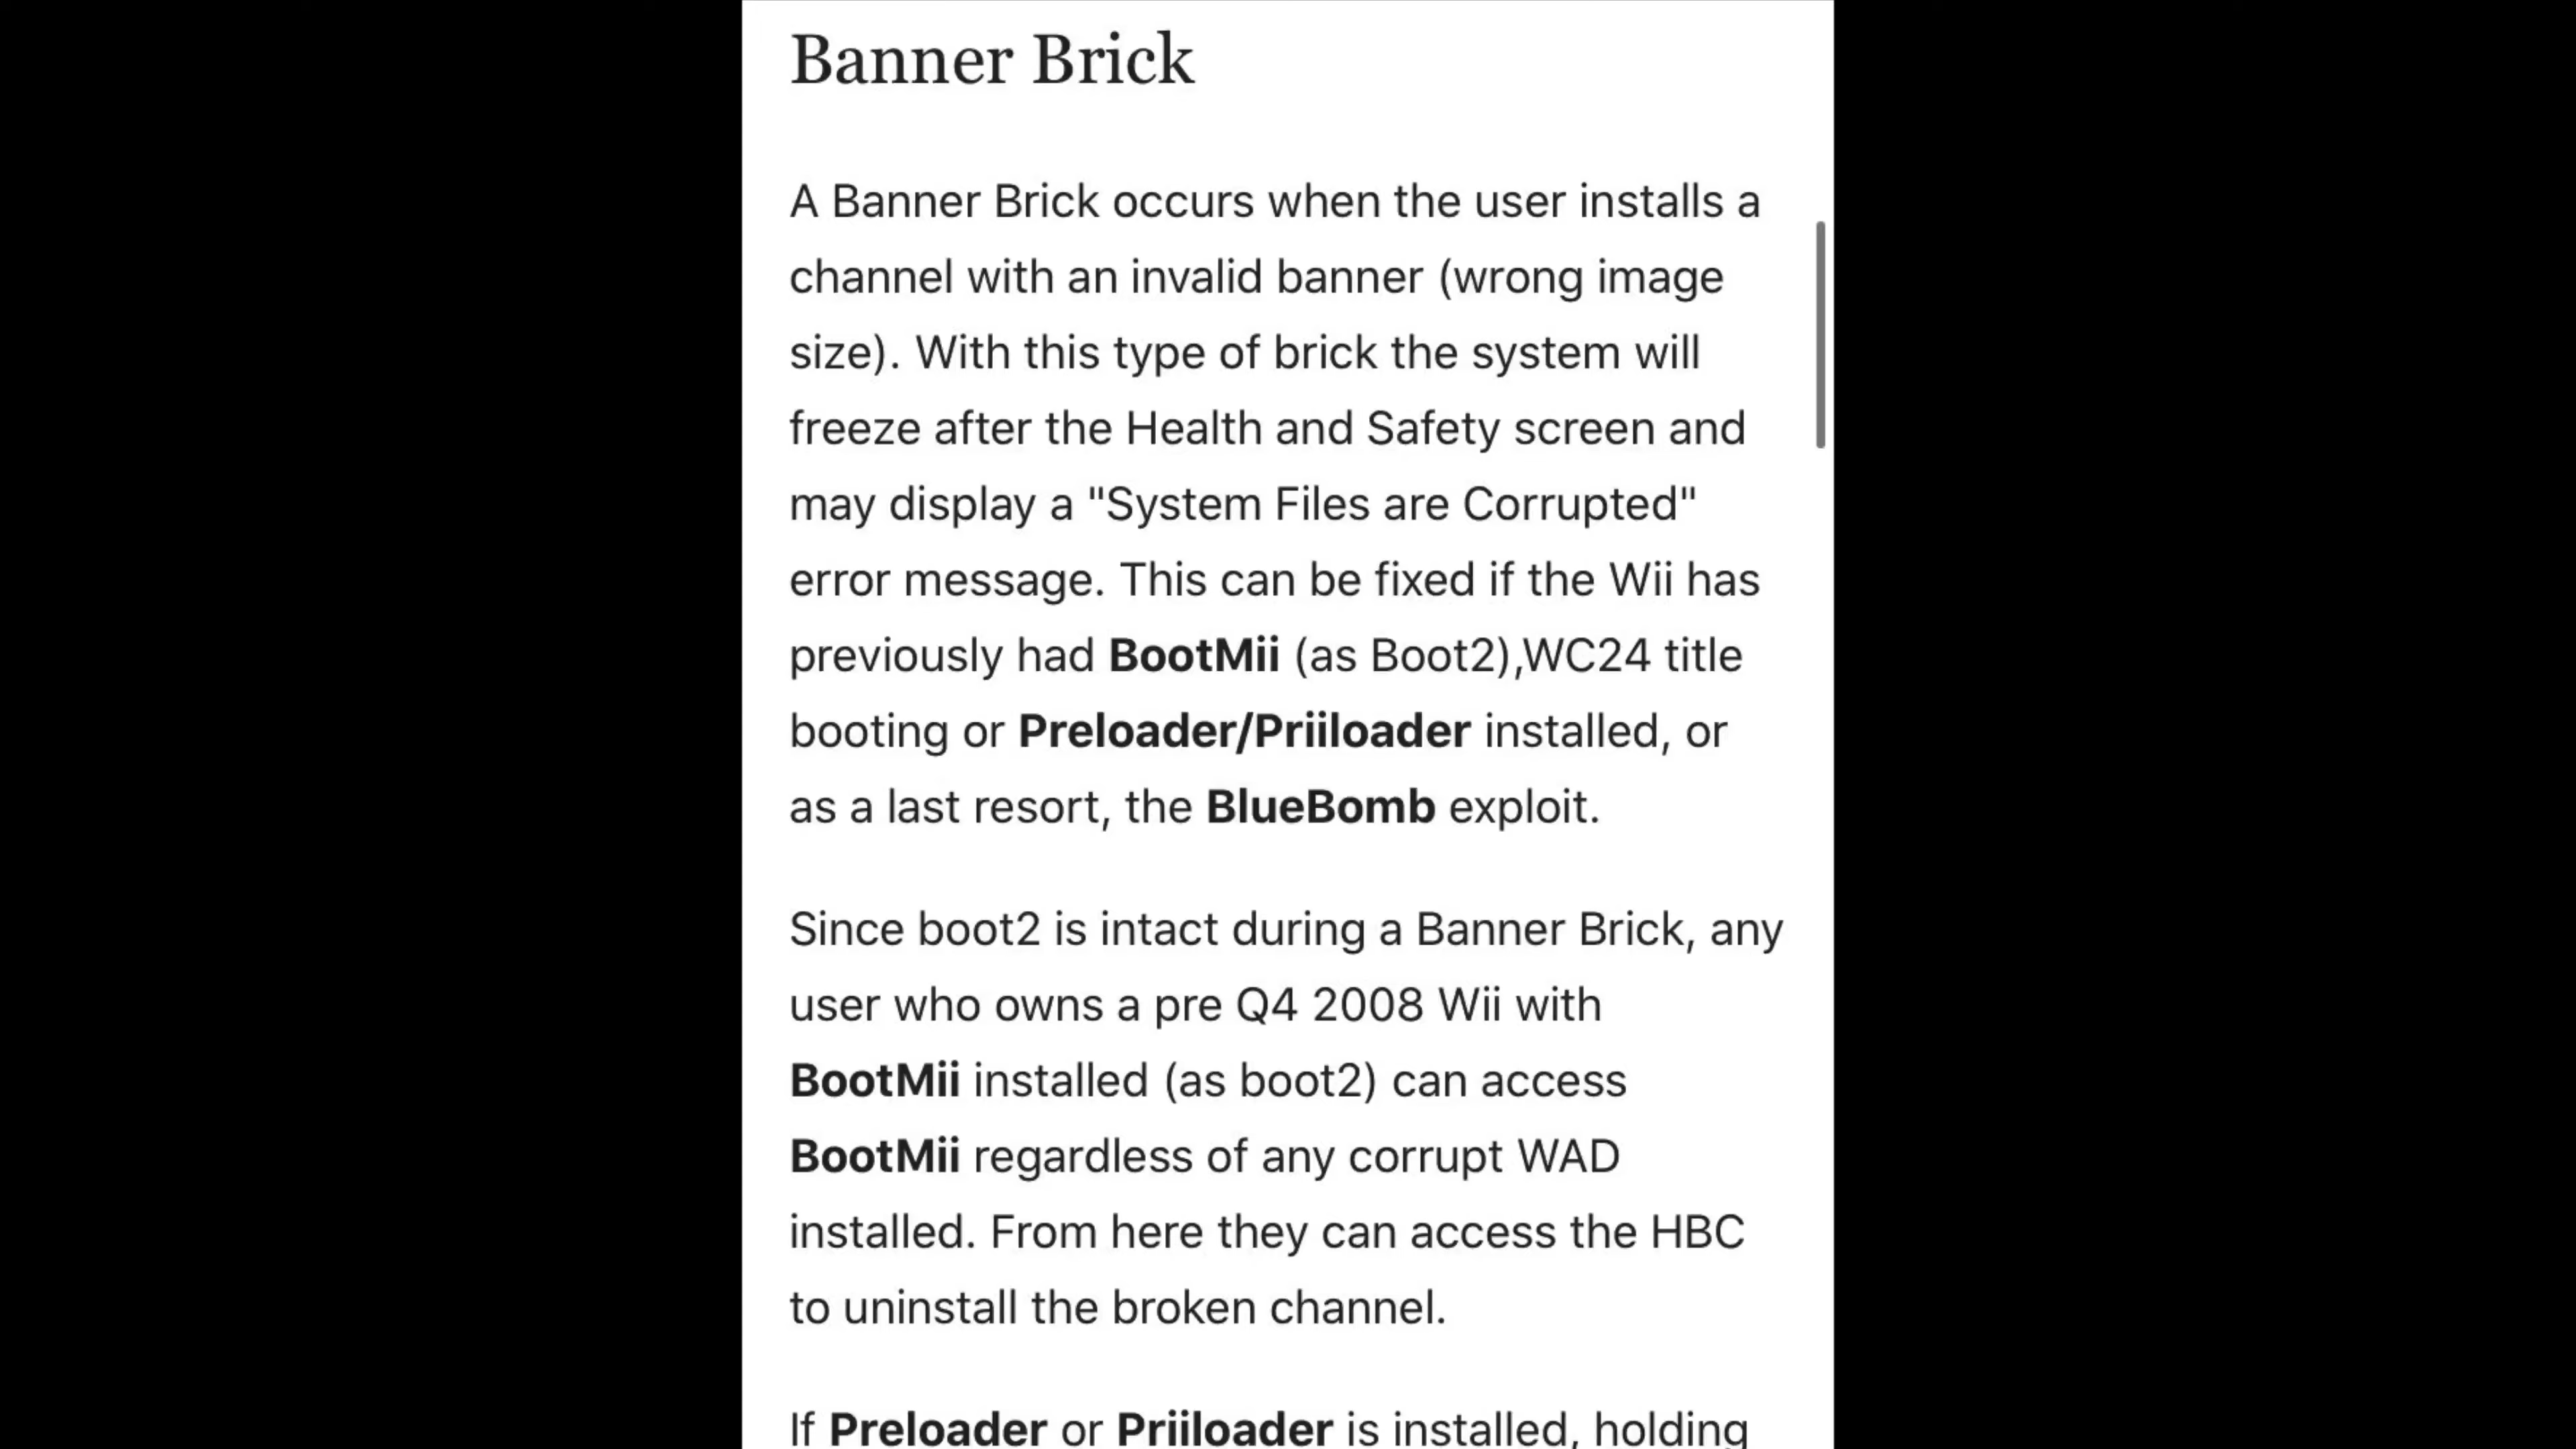 Banner Brick
A Banner Brick occurs when the user installs a
channel with an invalid banner (wrong image
size). With this type of brick the system will
freeze after the Health and Safety screen and
may display a "System Files are Corrupted"
error message. This can be fixed if the Wii has
previously had BootMii (as Boot2),WC24 title
booting or Preloader/Priiloader installed, or
as a last resort, the BlueBomb exploit.
Since boot2 is intact during a Banner Brick, any
user who owns a pre Q4 2008 Wii with
BootMii installed (as boot2) can access
BootMii regardless of any corrupt WAD
installed. From here they can access the HBC
to uninstall the broken channel.
If Preloader or Priiloader is installed, holding